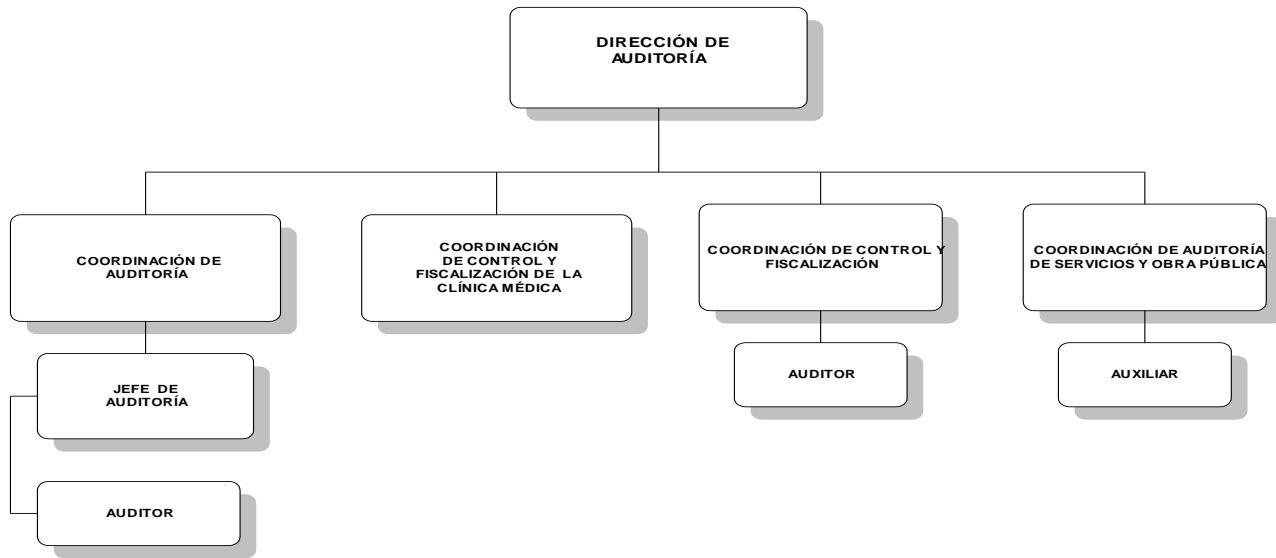 DIRECCIÓN DE
AUDITORÍA
COORDINACIÓN DE
AUDITORÍA
COORDINACIÓN
DE CONTROL Y
FISCALIZACIÓN DE LA
CLÍNICA MÉDICA
COORDINACIÓN DE CONTROL Y
FISCALIZACIÓN
COORDINACIÓN DE AUDITORÍA
DE SERVICIOS Y OBRA PÚBLICA
JEFE DE
AUDITORÍA
AUDITOR
AUXILIAR
AUDITOR